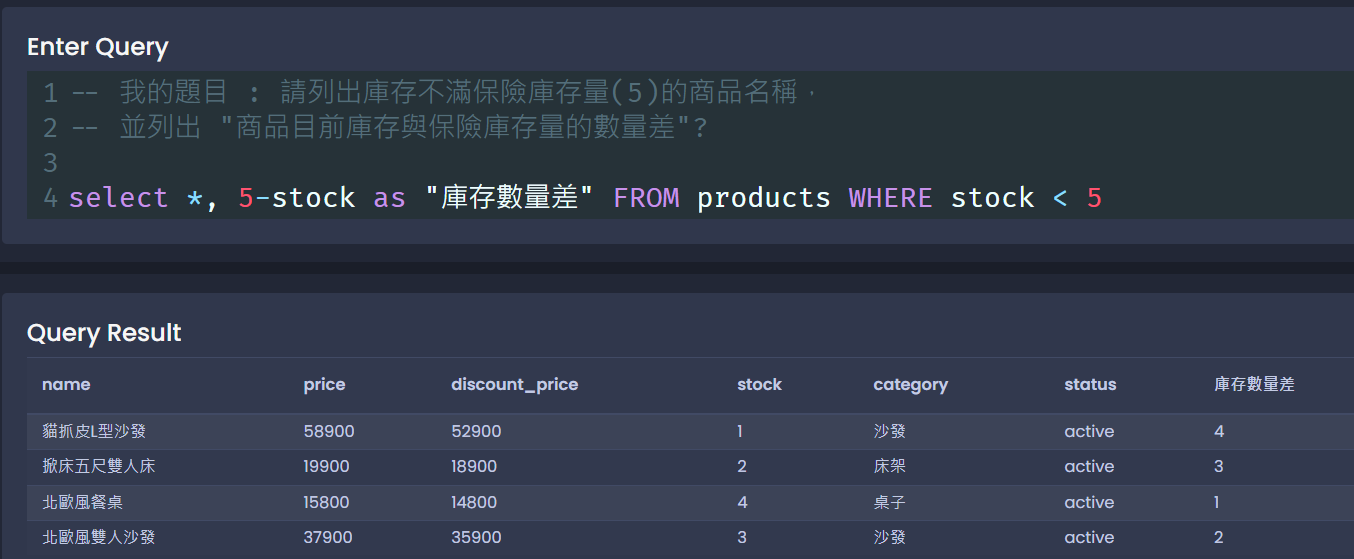 Enter Query
1 -- 我的題目 : 請列出庫存不滿保險庫存量(5)的商品名稱，
2 -- 並列出 "商品目前庫存與保險庫存量的數量差"?
3
4 select *, 5-stock as "庫存數量差" FROM products WHERE stock < 5
Query Result
name price discount_price stock category status 庫存數量差
貓抓皮L型沙發 58900 52900 1 沙發 active 4
掀床五尺雙人床 19900 18900 2 床架 active 3
北歐風餐桌 15800 14800 4 桌子 active 1
北歐風雙人沙發 37900 35900 3 沙發 active 2